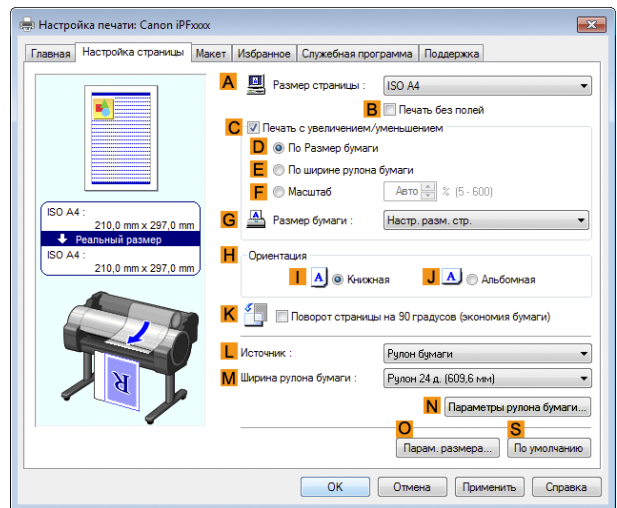 Настройка печати: Canon iPFxxxx
Главная Настройка страницы Макет Избранное Служебная программа Поддержка
A Размер страницы : ISO A4
B Печать без полей
C Печать с увеличением/уменьшением
D По Размер бумаги
E По ширине рулона бумаги
F Масштаб Авто % (5 - 600)
ISO A4 :
210,0 mm x 297,0 mm
Реальный размер
ISO A4 :
210,0 mm x 297,0 mm
G Размер бумаги : Настр. разм. стр.
H Ориентация
I A Книжная J A Альбомная
K Поворот страницы на 90 градусов (экономия бумаги)
L Источник : Рулон бумаги
M Ширина рулона бумаги : Рулон 24 д. (609,6 мм)
R
N Параметры рулона бумаги...
O S
Парам. размера... По умолчанию
OK Отмена Применить Справка